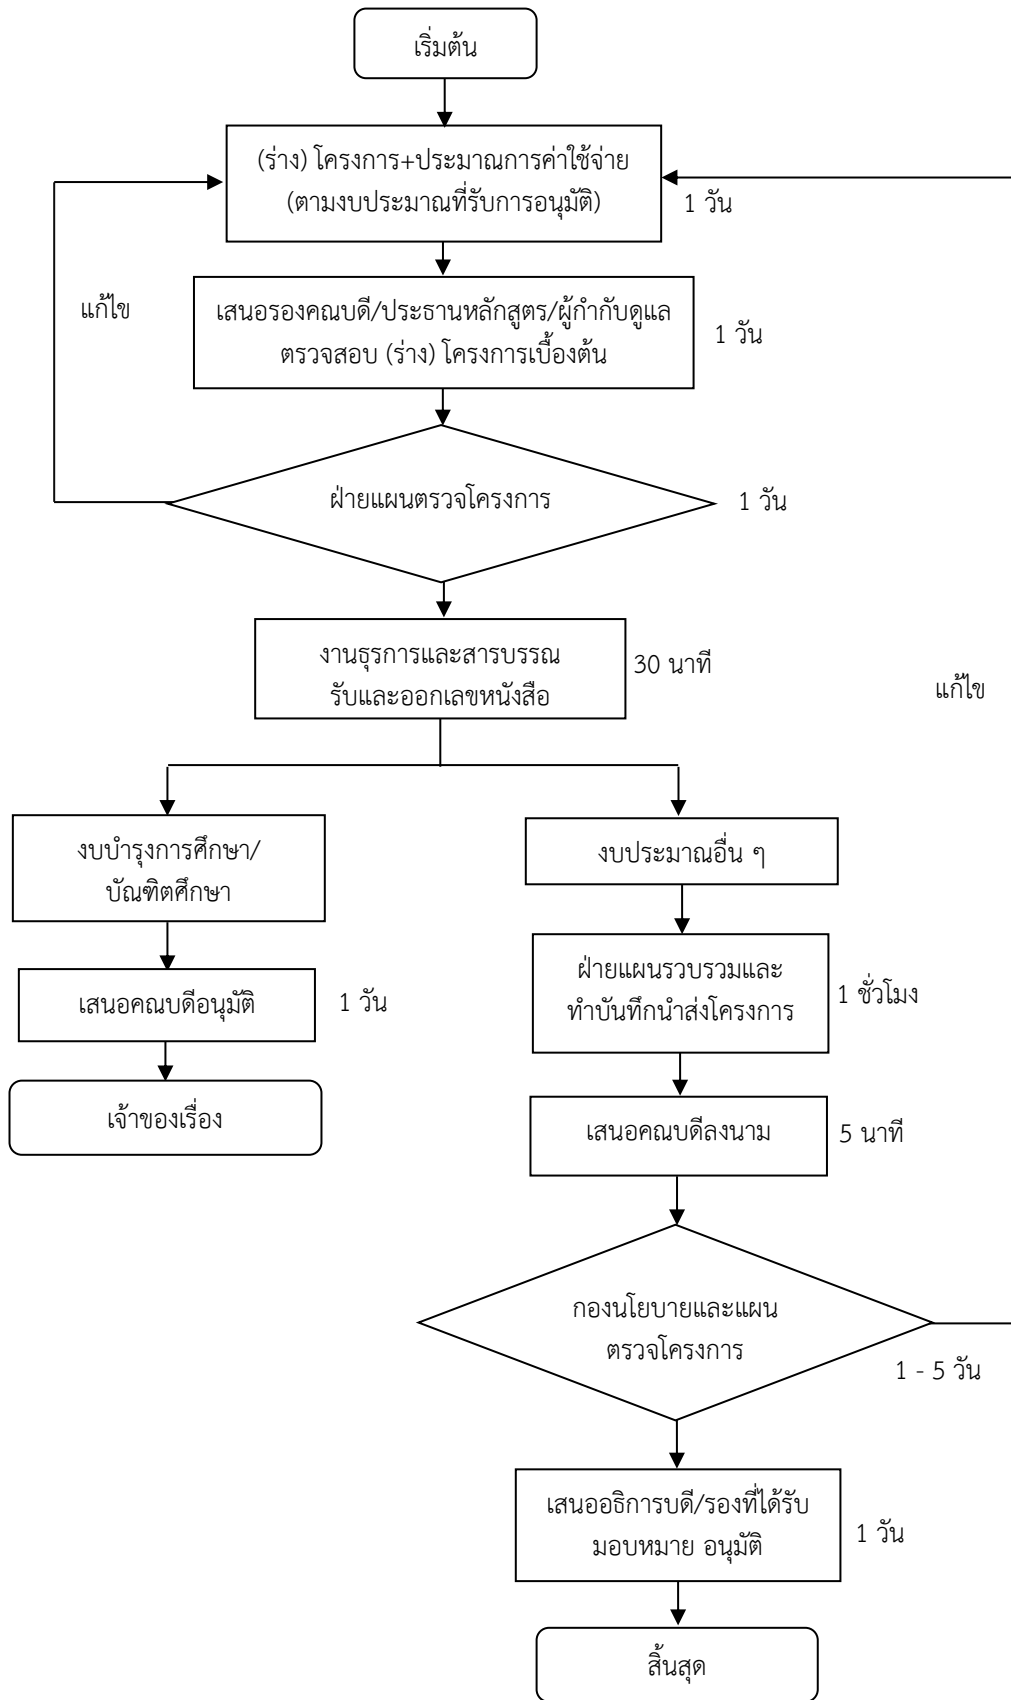 เริ่มต้น
(ร่าง) โครงการ+ประมาณการค่าใช้จ่าย
(ตามงบประมาณที่รับการอนุมัติ)
1 วัน
แก้ไข
เสนอรองคณบดี/ประธานหลักสูตร/ผู้กำกับดูแล
ตรวจสอบ (ร่าง) โครงการเบื้องต้น
1 วัน
ฝ่ายแผนตรวจโครงการ
1 วัน
งานธุรการและสารบรรณ
รับและออกเลขหนังสือ
30 นาที
แก้ไข
งบบำรุงการศึกษา/
บัณฑิตศึกษา
เสนอคณบดีอนุมัติ
1 วัน
เจ้าของเรื่อง
งบประมาณอื่น ๆ
ฝ่ายแผนรวบรวมและ
ทำบันทึกนำส่งโครงการ
1 ชั่วโมง
เสนอคณบดีลงนาม
5 นาที
กองนโยบายและแผน
ตรวจโครงการ
1 - 5 วัน
เสนออธิการบดี/รองที่ได้รับ
มอบหมาย อนุมัติ
1 วัน
สิ้นสุด